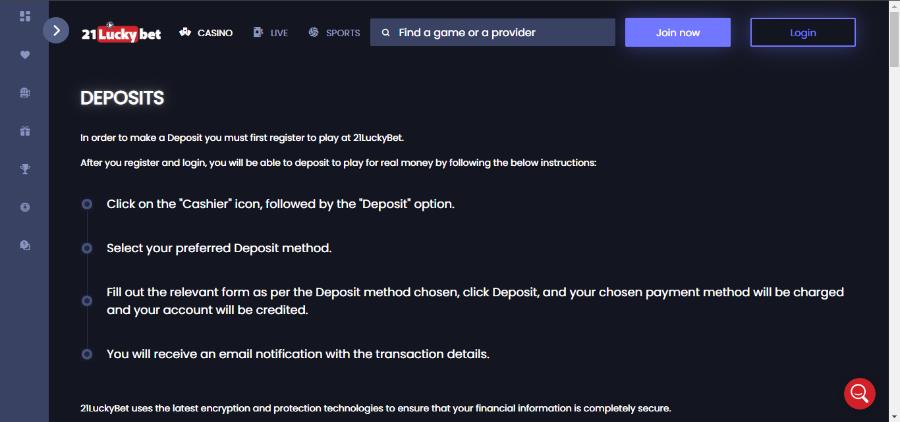 21Luckybet
CASINO
LIVE
SPORTS
Find a game or a provider
Join now
Login
DEPOSITS
In order to make a Deposit you must first register to play at 21LuckyBet.
After you register and login, you will be able to deposit to play for real money by following the below instructions:
Click on the "Cashier" icon, followed by the "Deposit" option.
Select your preferred Deposit method.
Fill out the relevant form as per the Deposit method chosen, click Deposit, and your chosen payment method will be charged
and your account will be credited.
You will receive an email notification with the transaction details.
21LuckyBet uses the latest encryption and protection technologies to ensure that your financial information is completely secure.